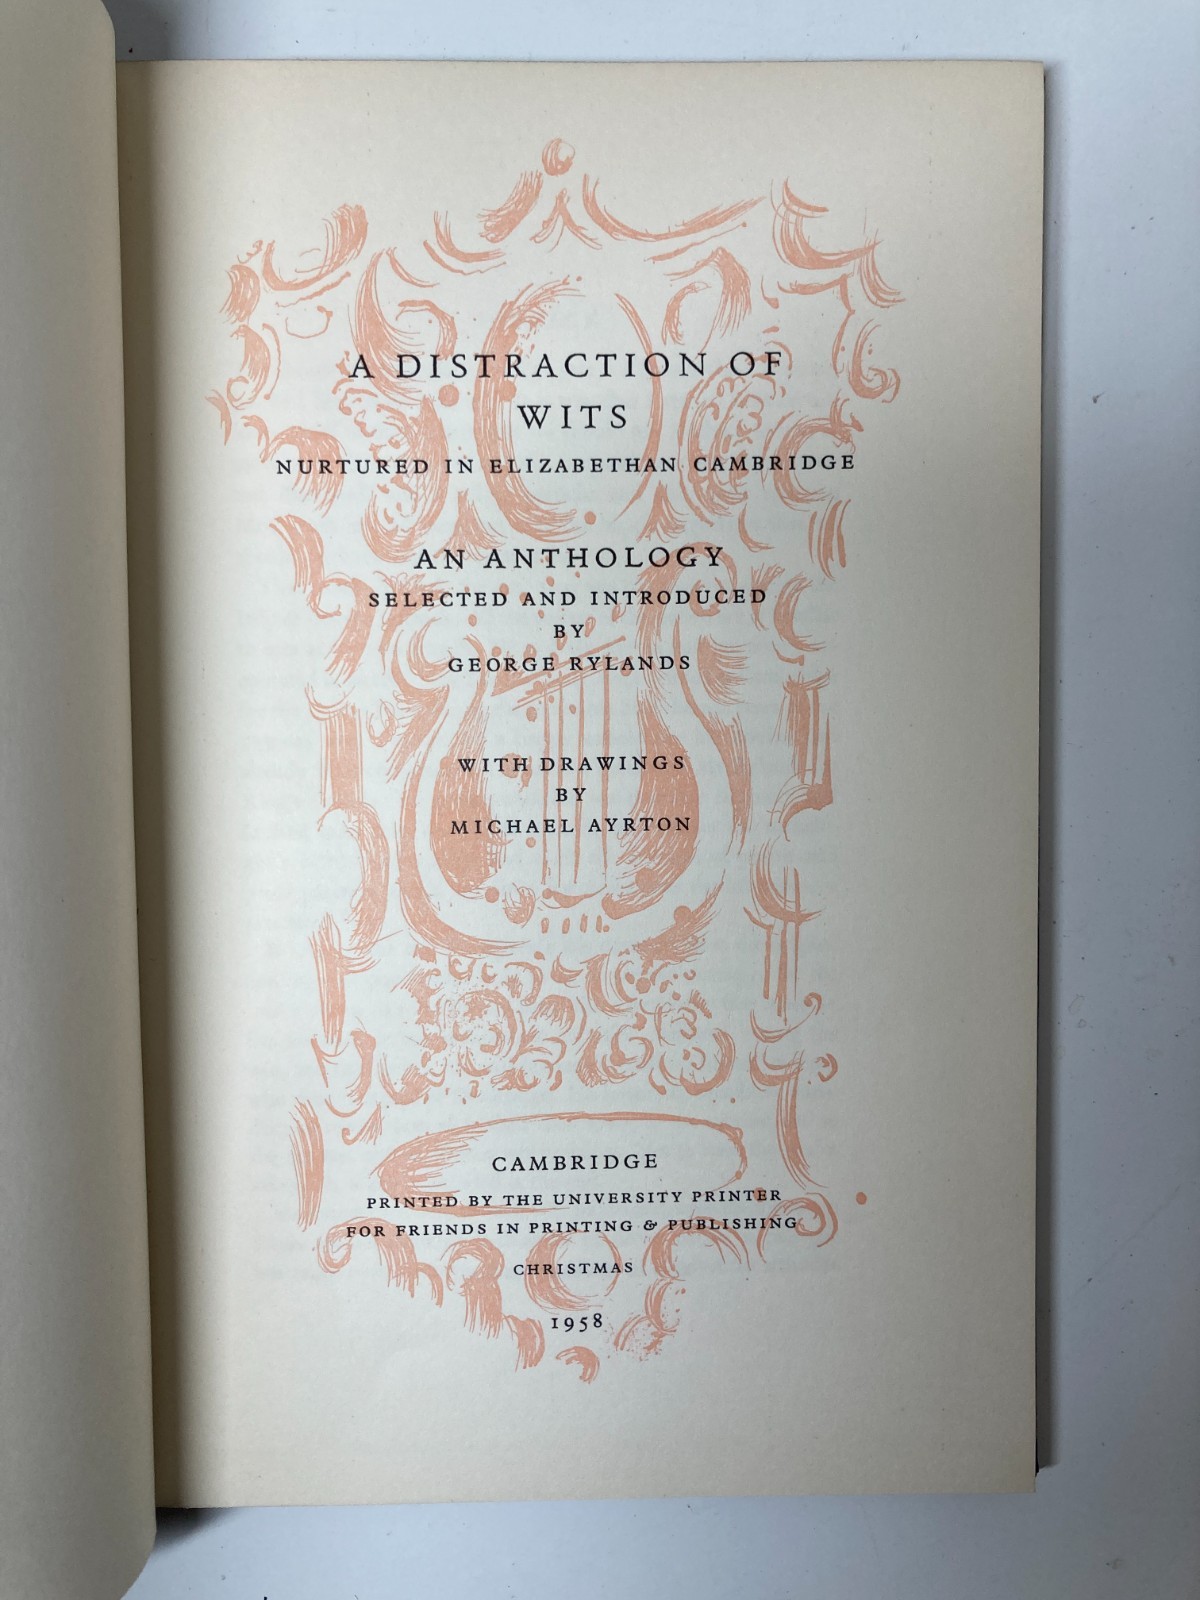 A DISTRACTION OF
WITS
NURTURED IN ELIZABETHAN CAMBRIDGE
AN ANTHOLOGY
SELECTED AND INTRODUCED
BY
GEORGE RYLANDS
WITH DRAWINGS
BY
MICHAEL AYRTON
CAMBRIDGE
PRINTED BY THE UNIVERSITY PRINTER
FOR FRIENDS IN PRINTING & PUBLISHING
CHRISTMAS
1958